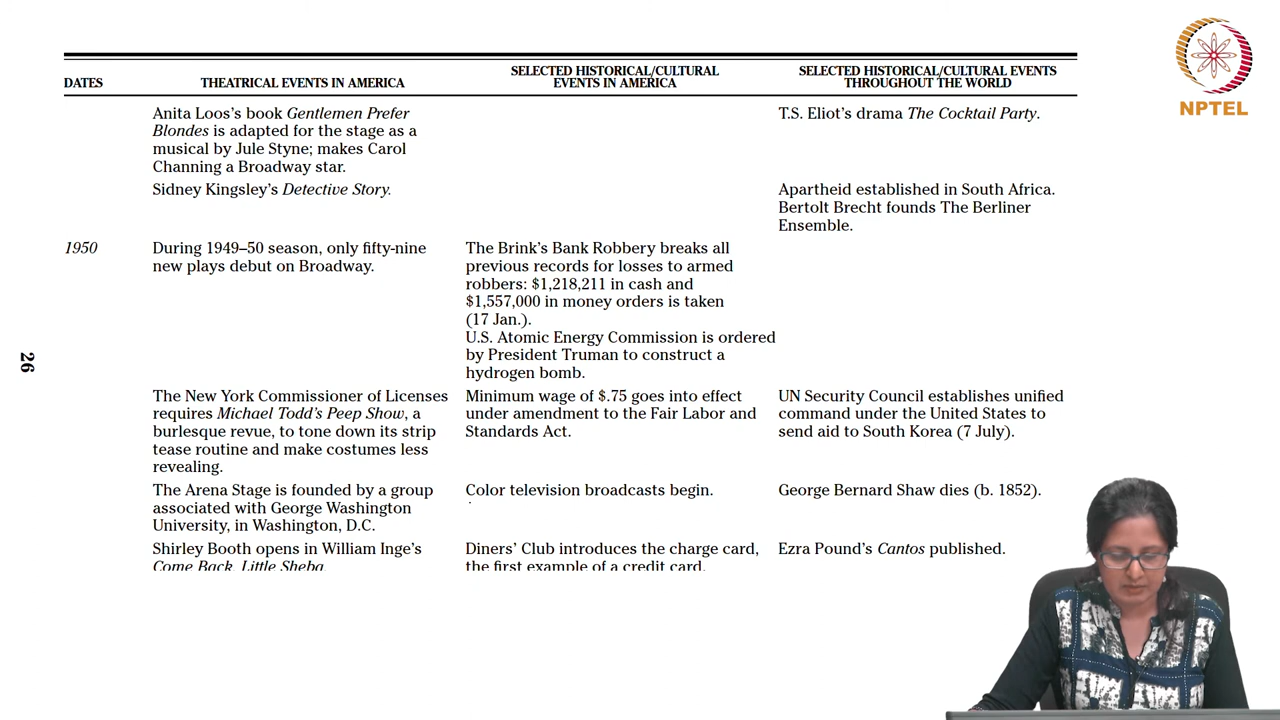 NPTEL
DATES
THEATRICAL EVENTS IN AMERICA
SELECTED HISTORICAL/CULTURAL
EVENTS IN AMERICA
SELECTED HISTORICAL/CULTURAL EVENTS
THROUGHOUT THE WORLD
Anita Loos's book Gentlemen Prefer
Blondes is adapted for the stage as a
musical by Jule Styne; makes Carol
Channing a Broadway star.
T.S. Eliot's drama The Cocktail Party.
Sidney Kingsley's Detective Story.
Apartheid established in South Africa.
Bertolt Brecht founds The Berliner
Ensemble.
1950
During 1949–50 season, only fifty-nine
new plays debut on Broadway.
The Brink's Bank Robbery breaks all
previous records for losses to armed
robbers: $1,218,211 in cash and
$1,557,000 in money orders is taken
(17 Jan.).
U.S. Atomic Energy Commission is ordered
by President Truman to construct a
hydrogen bomb.
26
The New York Commissioner of Licenses
requires Michael Todd's Peep Show, a
burlesque revue, to tone down its strip
tease routine and make costumes less
revealing.
Minimum wage of $.75 goes into effect
under amendment to the Fair Labor and
Standards Act.
UN Security Council establishes unified
command under the United States to
send aid to South Korea (7 July).
The Arena Stage is founded by a group
associated with George Washington
University, in Washington, D.C.
Color television broadcasts begin.
George Bernard Shaw dies (b. 1852).
Shirley Booth opens in William Inge's
Come Back, Little Sheba.
Diners' Club introduces the charge card,
the first example of a credit card.
Ezra Pound's Cantos published.